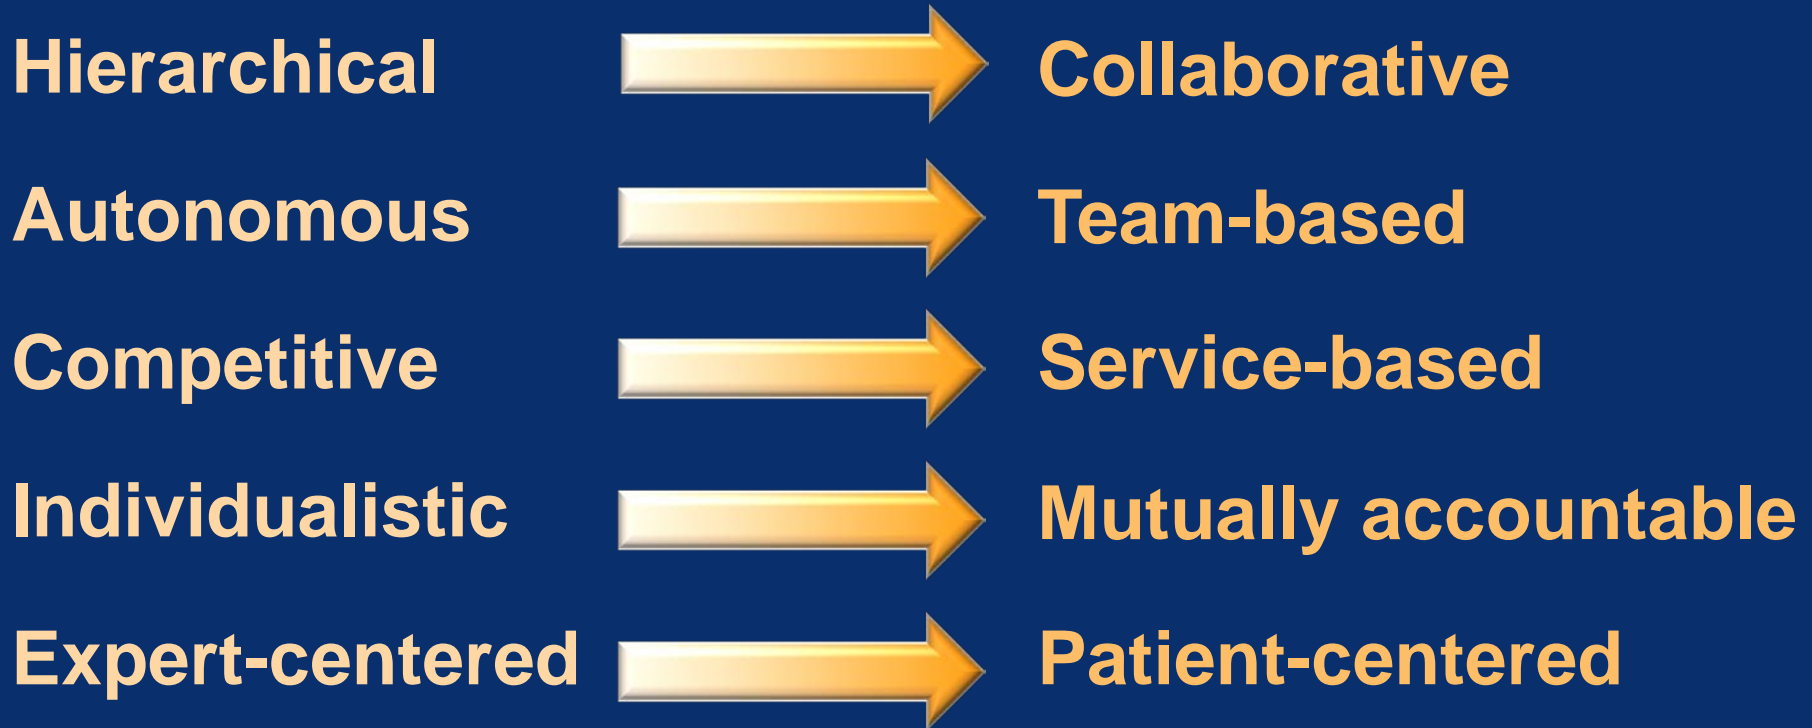 Hierarchical Collaborative
Autonomous Team-based
Competitive Service-based
Individualistic Mutually accountable
Expert-centered Patient-centered